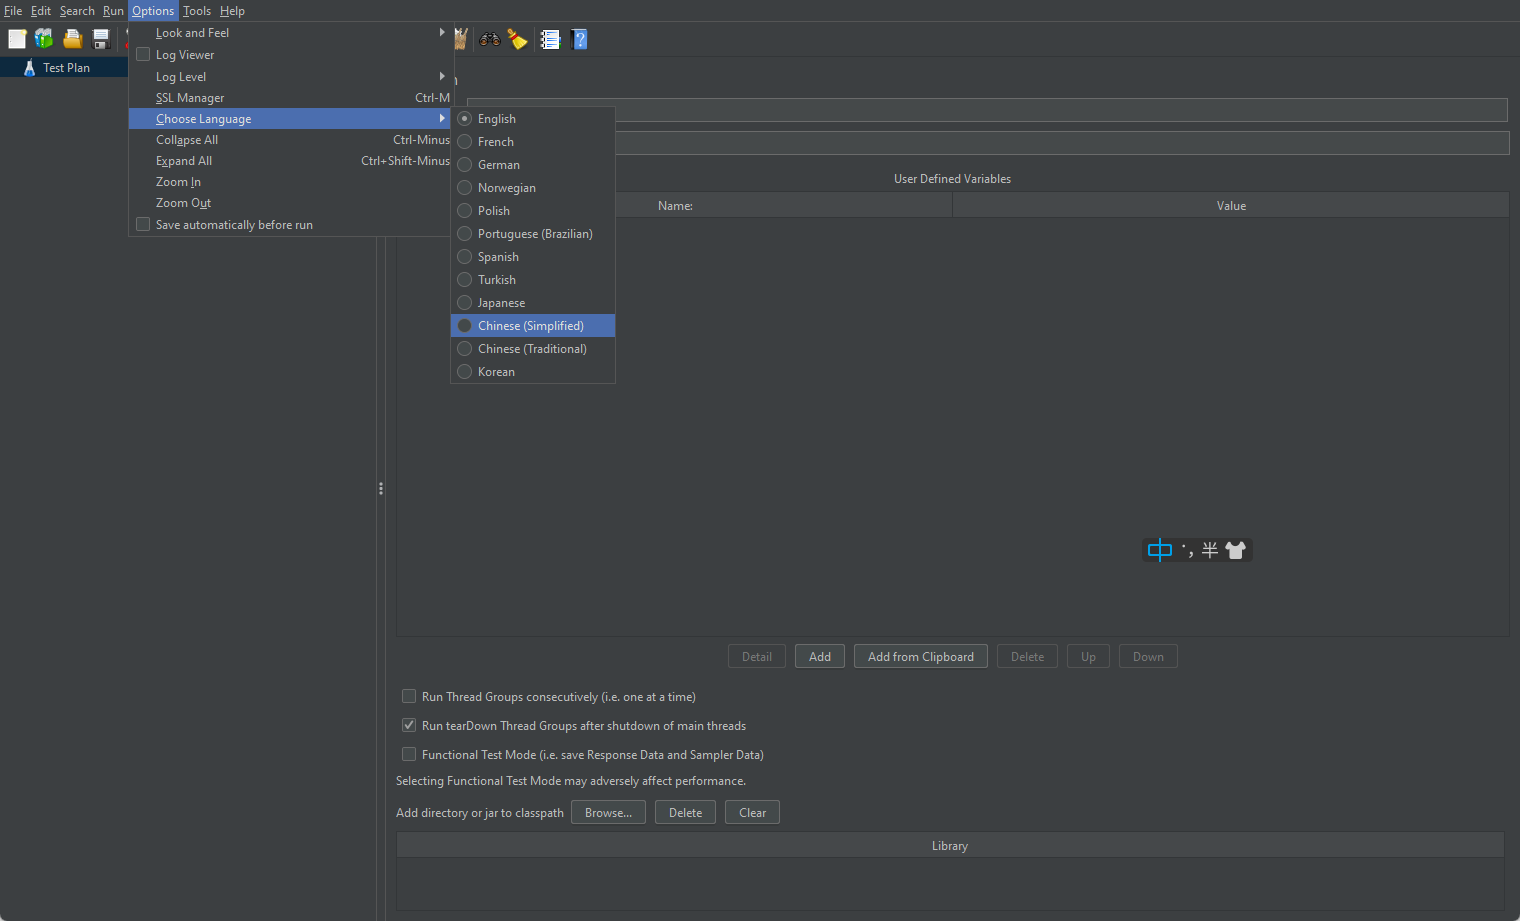 File Edit Search Run Options Tools Help
Look and Feel
Log Viewer
Log Level
SSL Manager Ctrl-M
Choose Language
Collapse All Ctrl-Minus
Expand All Ctrl+Shift-Minus
Zoom In
Zoom Out
Save automatically before run
English
French
German
Norwegian
Polish
Portuguese (Brazilian)
Spanish
Turkish
Japanese
Chinese (Simplified)
Chinese (Traditional)
Korean
Test Plan
User Defined Variables
Name: Value
中 半
Detail Add Add from Clipboard Delete Up Down
Run Thread Groups consecutively (i.e. one at a time)
Run tearDown Thread Groups after shutdown of main threads
Functional Test Mode (i.e. save Response Data and Sampler Data)
Selecting Functional Test Mode may adversely affect performance.
Add directory or jar to classpath Browse... Delete Clear
Library